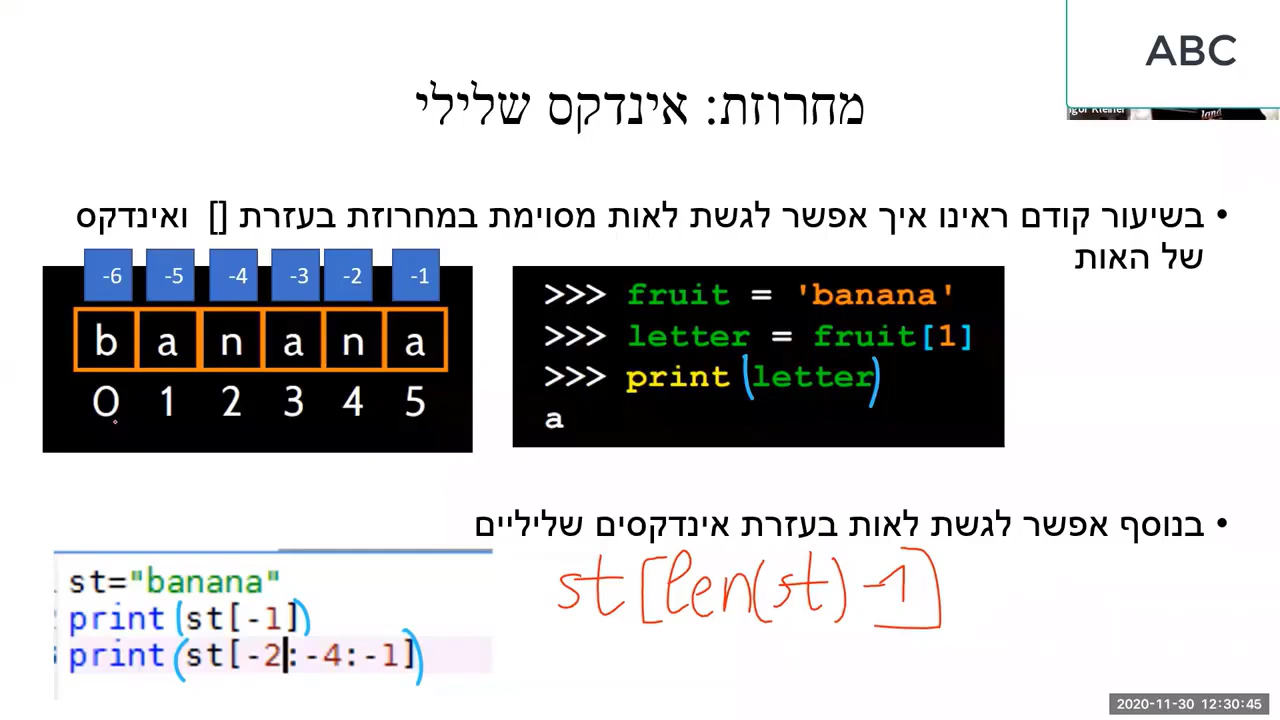 ABC
מחרוזת: אינדקס שלילי
• בשיעור קודם ראינו איך אפשר לגשת לאות מסוימת במחרוזת בעזרת [] ואינדקס
של האות
-6 -5 -4 -3 -2 -1
b a n a n a
0 1 2 3 4 5
>>> fruit = 'banana'
>>> letter = fruit[1]
>>> print (letter)
a
• בנוסף אפשר לגשת לאות בעזרת אינדקסים שליליים
st="banana"
print (st[-1])
print (st[-2:-4:-1])
st[len(st)-1]
2020-11-30 12:30:45